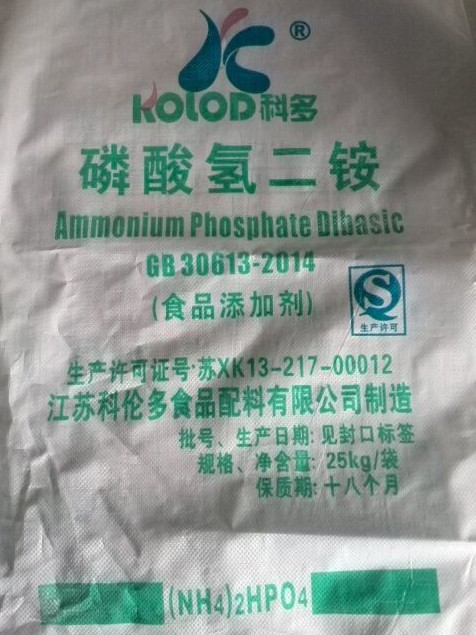 ®
KOLOD科多
磷酸氢二铵
Ammonium Phosphate Dibasic
GB 30613-2014
(食品添加剂)
生产许可
生产许可证号:苏XK13-217-00012
江苏科伦多食品配料有限公司制造
批号、生产日期: 见封口标签
规格、净含量: 25kg/袋
保质期: 十八个月
(NH4)2HPO4